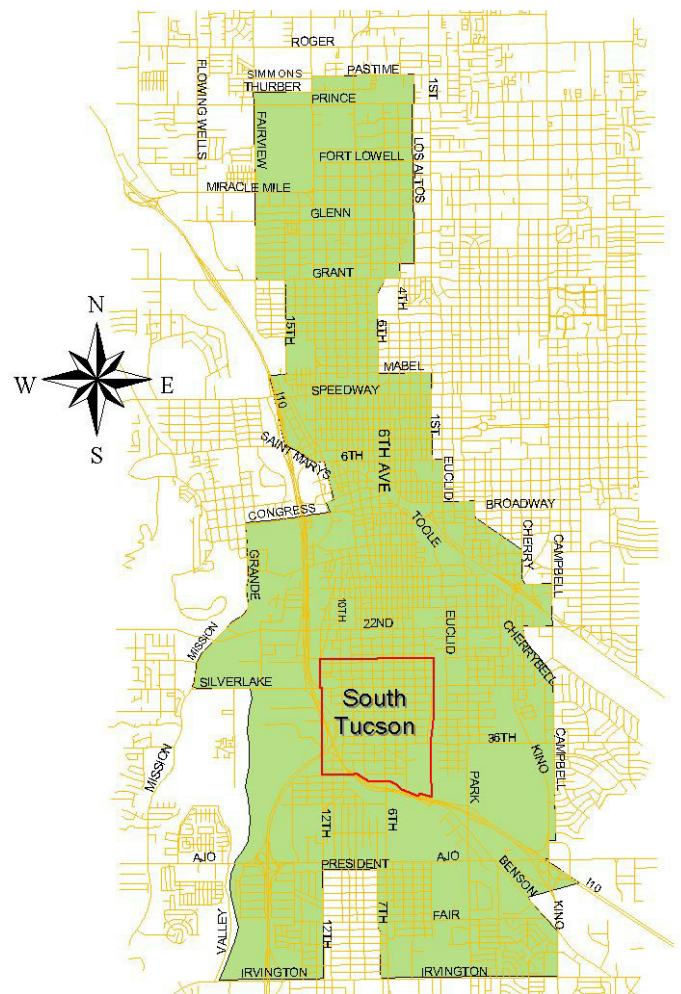 ROGER
PASTIME
SIMMONS
THURBER
FLOWING WELLS
1ST
PRINCE
FAIRVIEW
LOS ALTOS
FORT LOWELL
MIRACLE MILE
GLENN
GRANT
4TH
N
15TH
6TH
MABEL
W
E
SPEEDWAY
I10
S
SAINT MARYS
6TH
6TH AVE
1ST
EUCLID
BROADWAY
CONGRESS
TOOLE
CHERRY
CAMPBELL
GRANDE
10TH
22ND
EUCLID
CHERRYBELL
MISSION
SILVERLAKE
South
Tucson
36TH
KINO
CAMPBELL
MISSION
PARK
12TH
6TH
AJO
PRESIDENT
AJO
BENSON
I10
VALLEY
12TH
7TH
FAIR
KINO
IRVINGTON
IRVINGTON